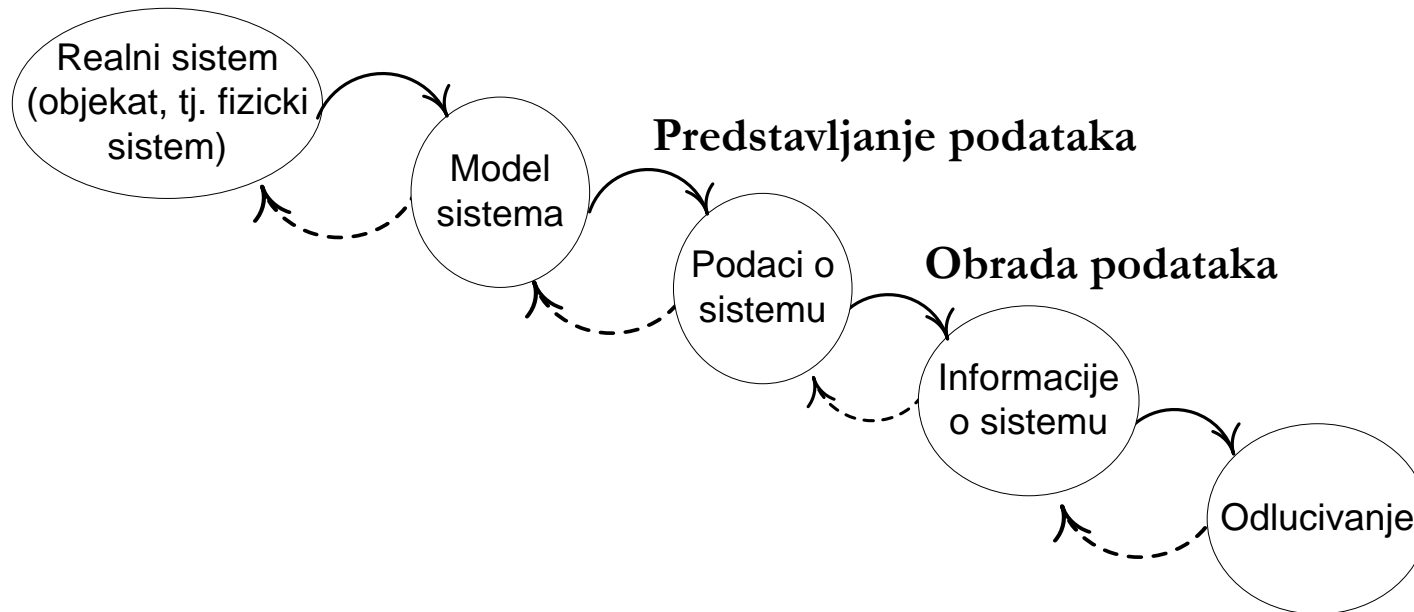 Realni sistem
(objekat, tj. fizicki
sistem)
Model
sistema
Predstavljanje podataka
Podaci o
sistemu
Obrada podataka
Informacije
o sistemu
Odlucivanje